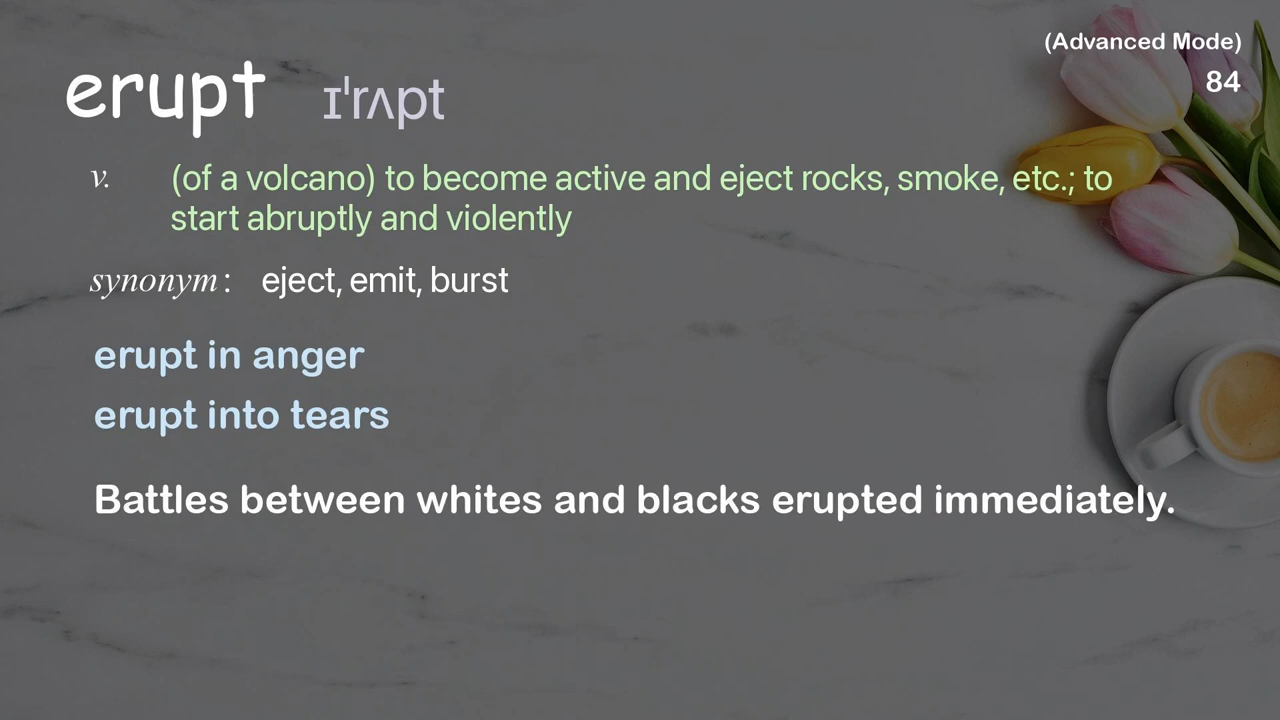 (Advanced Mode)
84
erupt ɪˈrʌpt
v. (of a volcano) to become active and eject rocks, smoke, etc.; to
start abruptly and violently
synonym: eject, emit, burst
erupt in anger
erupt into tears
Battles between whites and blacks erupted immediately.